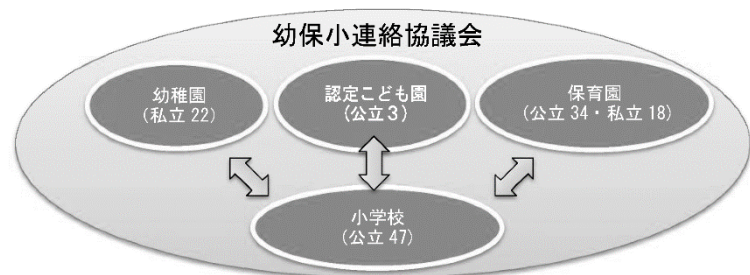 幼保小連絡協議会
幼稚園
(私立 22)
認定こども園
(公立3)
保育園
(公立 34・私立 18)
小学校
(公立 47)